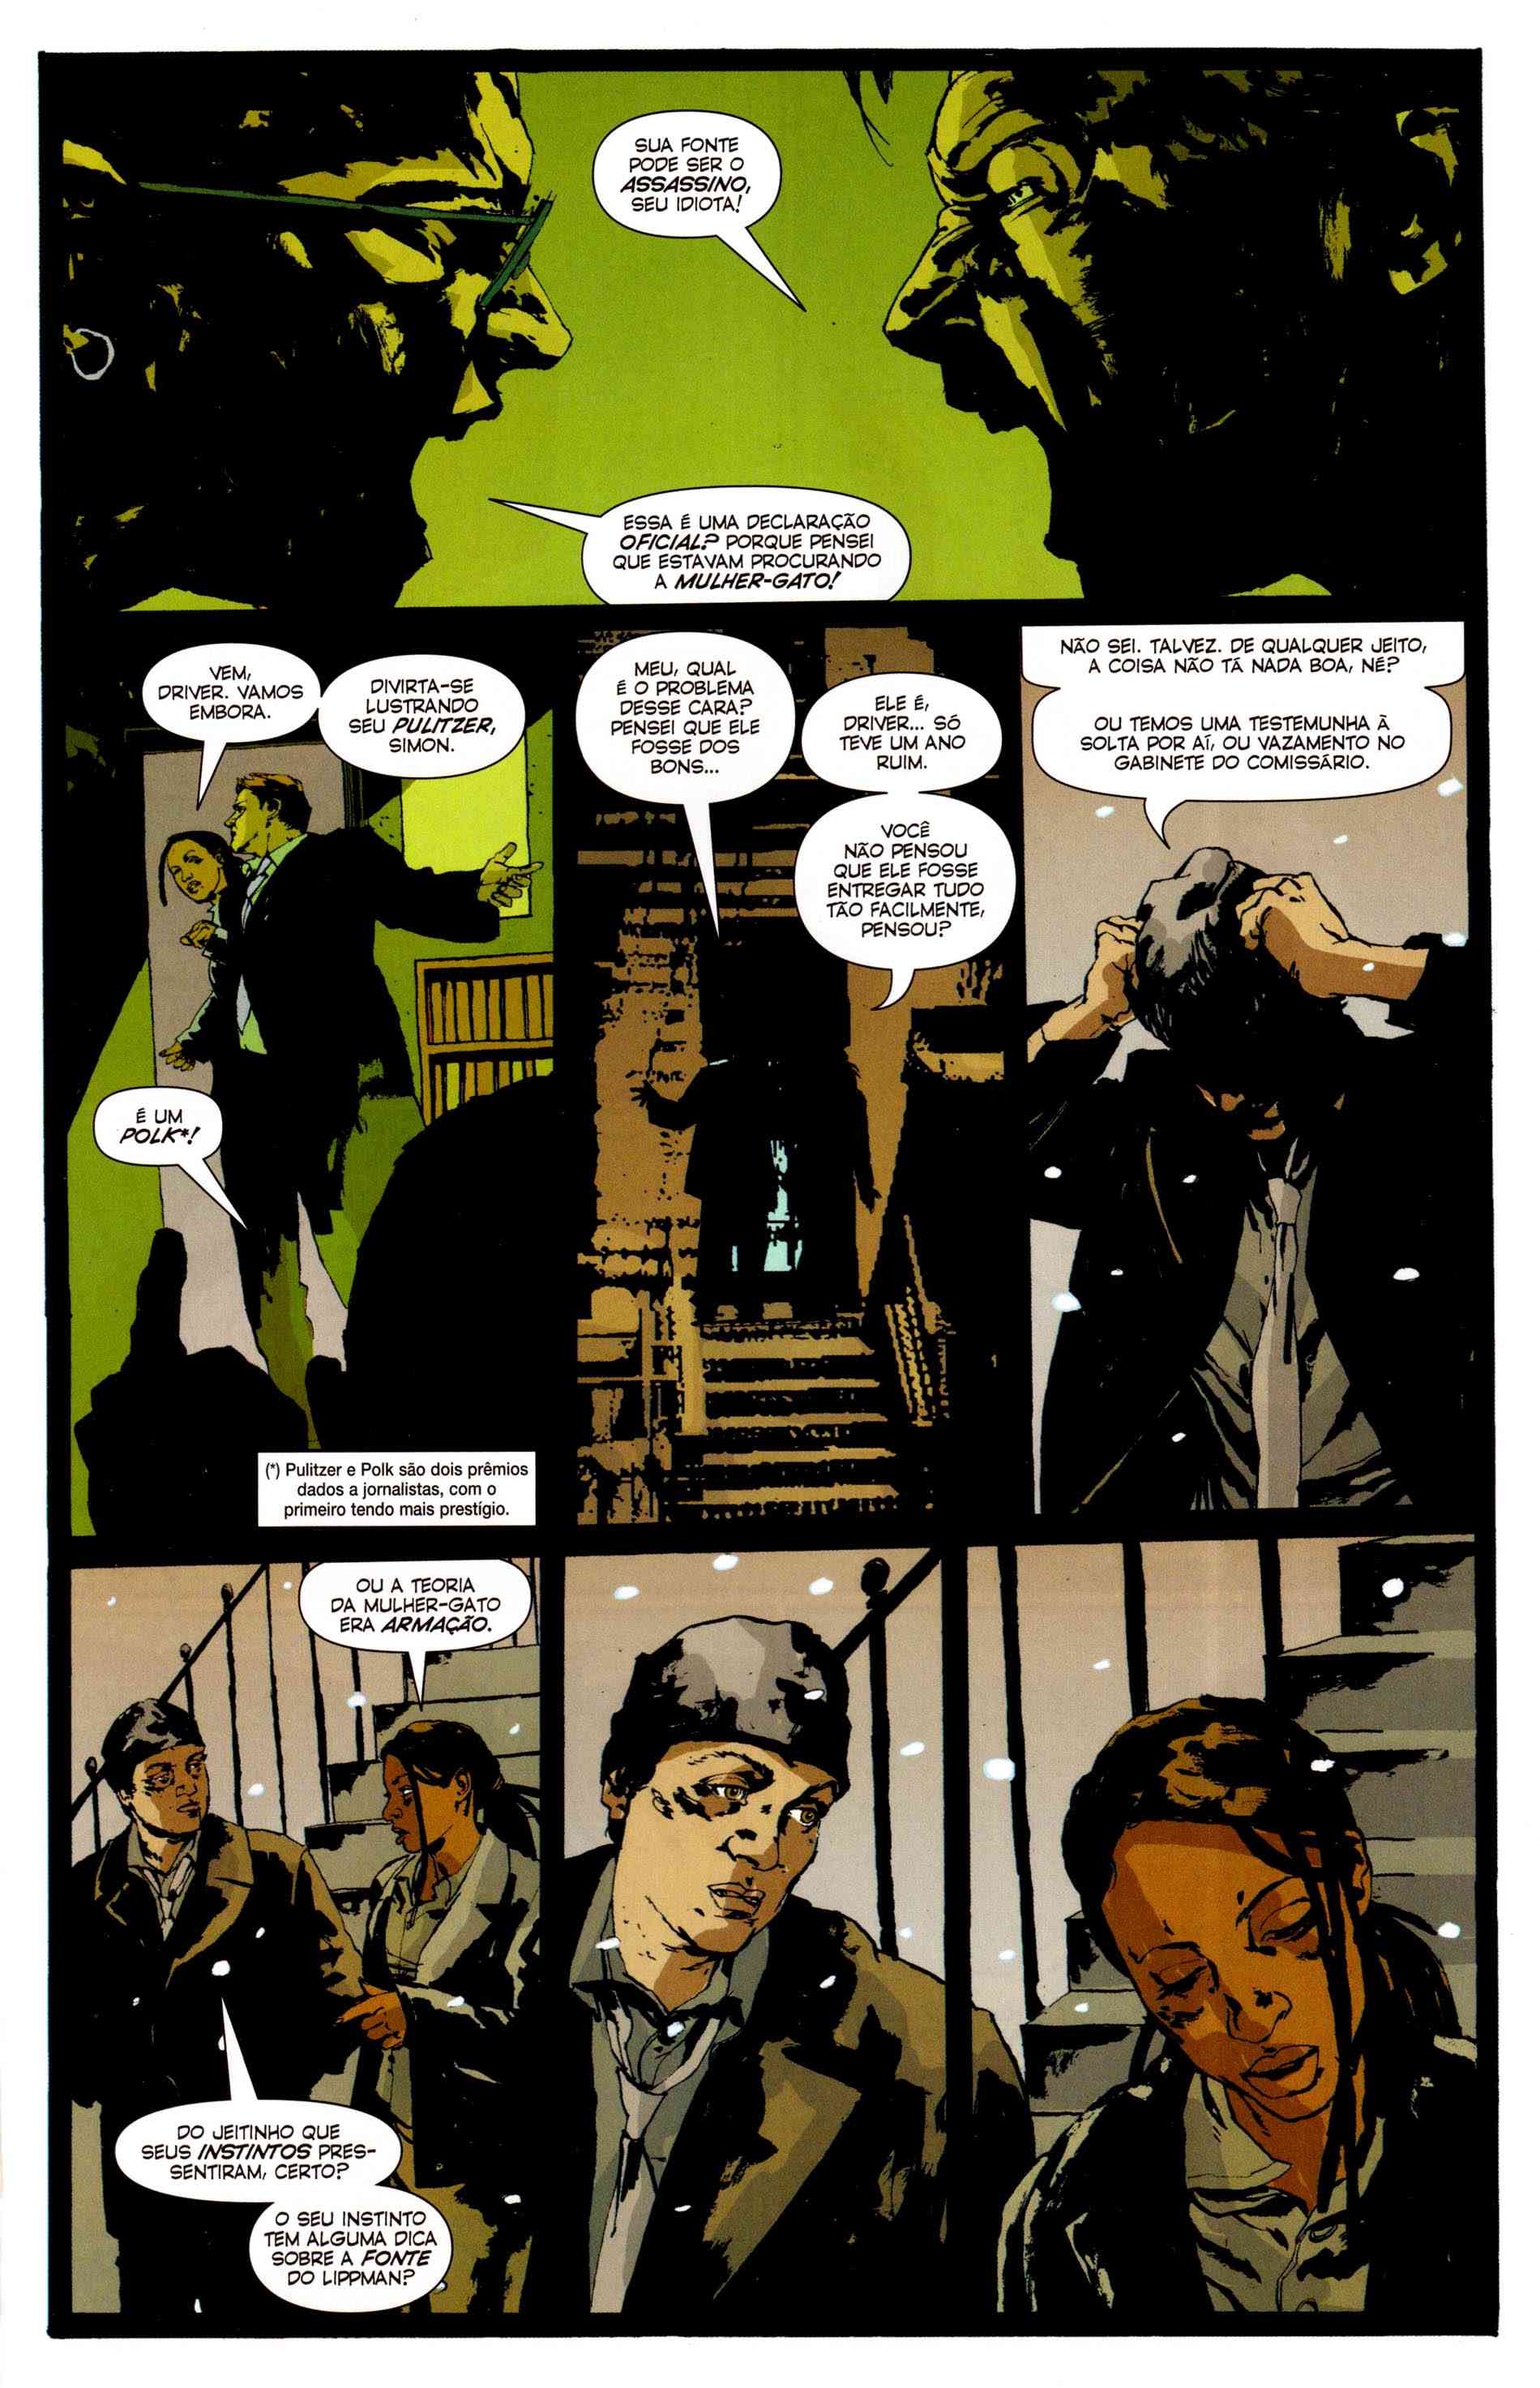 SUA FONTE
PODE SER O
ASSASSINO,
SEU IDIOTA!
ESSA É UMA DECLARAÇÃO
OFICIAL? PORQUE PENSEI
QUE ESTAVAM PROCURANDO
A MULHER-GATO!
VEM,
DRIVER. VAMOS
EMBORA.
DIVIRTA-SE
LUSTRANDO
SEU PULITZER,
SIMON.
É UM
POLK*!
(*) Pulitzer e Polk são dois prêmios
dados a jornalistas, com o
primeiro tendo mais prestígio.
MEU, QUAL
É O PROBLEMA
DESSE CARA?
PENSEI QUE ELE
FOSSE DOS
BONS...
ELE É,
DRIVER... SÓ
TEVE UM ANO
RUIM.
VOCÊ
NÃO PENSOU
QUE ELE FOSSE
ENTREGAR TUDO
TÃO FACILMENTE,
PENSOU?
NÃO SEI. TALVEZ. DE QUALQUER JEITO,
A COISA NÃO TÁ NADA BOA, NÉ?
OU TEMOS UMA TESTEMUNHA À
SOLTA POR AÍ, OU VAZAMENTO NO
GABINETE DO COMISSÁRIO.
OU A TEORIA
DA MULHER-GATO
ERA ARMAÇÃO.
DO JEITINHO QUE
SEUS INSTINTOS PRES-
SENTIRAM, CERTO?
O SEU INSTINTO
TEM ALGUMA DICA
SOBRE A FONTE
DO LIPPMAN?